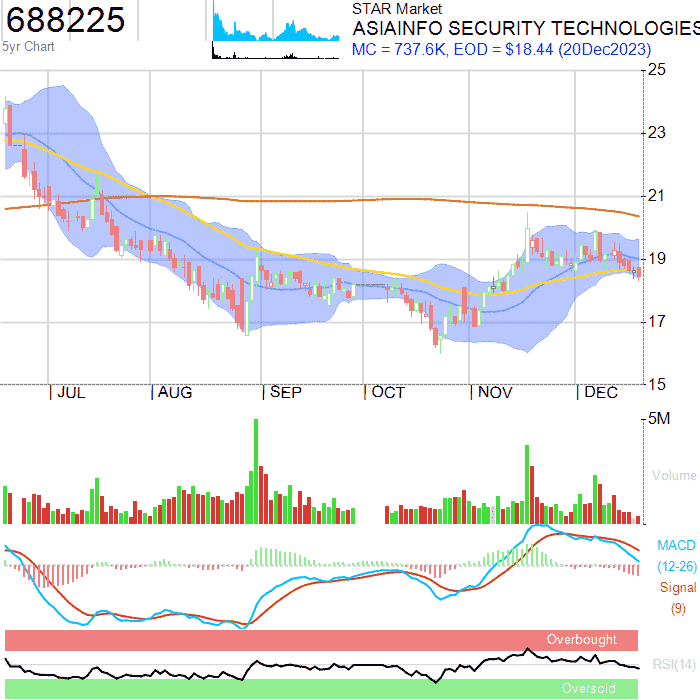 688225
5yr Chart
STAR Market
ASIAINFO SECURITY TECHNOLOGIES
MC = 737.6K, EOD = $18.44 (20Dec2023)
25
23
21
19
17
15
JUL AUG SEP OCT NOV DEC
5M
Volume
MACD
(12-26)
Signal
(9)
Overbought
RSI(14)
Oversold